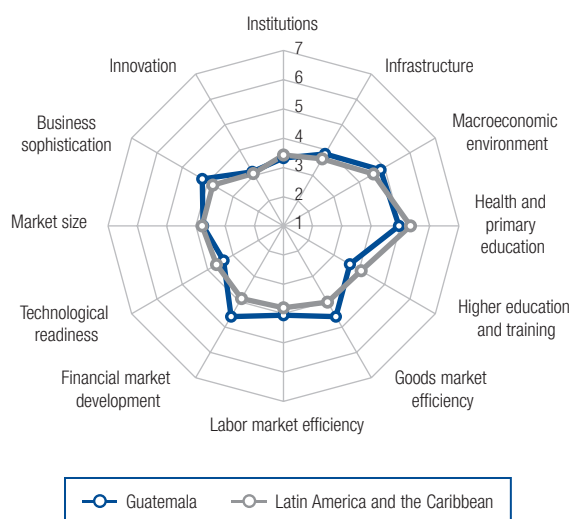 Institutions
7
6
5
4
3
2
1
Innovation
Infrastructure
Business
sophistication
Macroeconomic
environment
Market size
Health and
primary
education
Technological
readiness
Higher education
and training
Financial market
development
Goods market
efficiency
Labor market efficiency
Guatemala
Latin America and the Caribbean